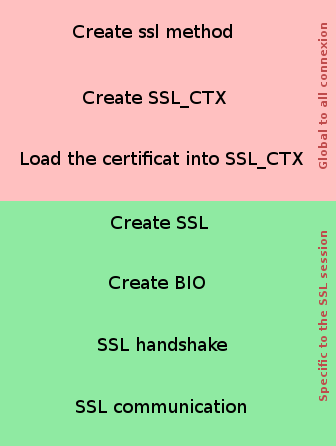 Create ssl method
Create SSL_CTX
Load the certificat into SSL_CTX
Global to all connexion
Create SSL
Create BIO
SSL handshake
SSL communication
Specific to the SSL session